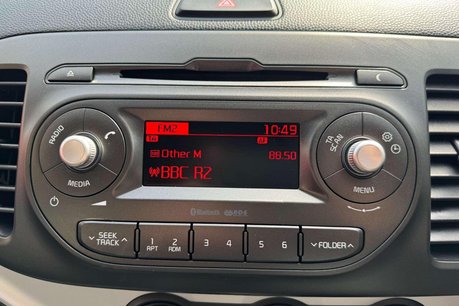 FM2 10:49
TA AF
Other M 88.50
BBC R2
RADIO
MEDIA
TA
SCAN
MENU
Bluetooth
SEEK
TRACK
1 RPT 2 RDM 3 4 5 6
FOLDER